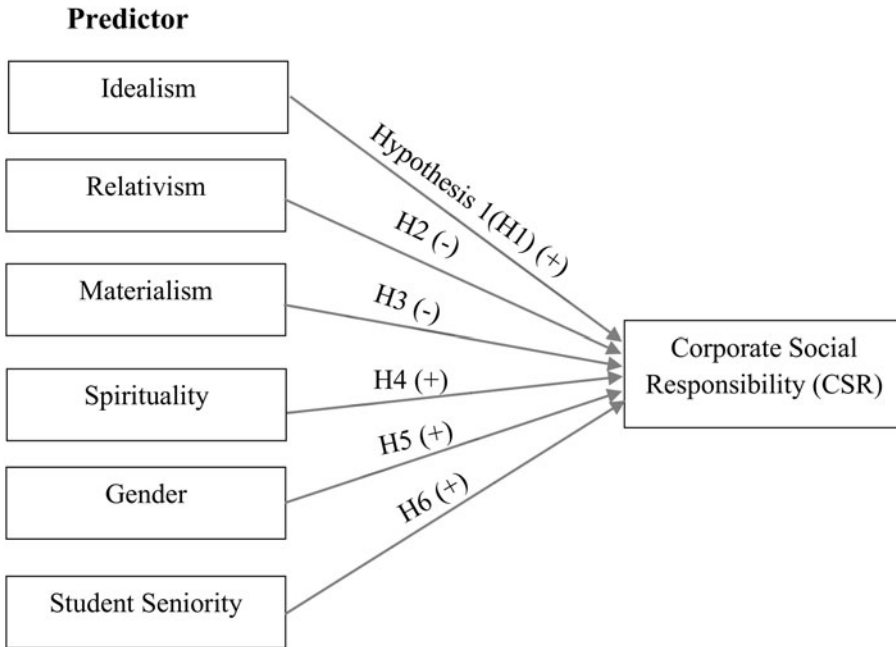 Predictor
Idealism
Hypothesis 1(H1) (+)
Relativism
H2 (-)
Materialism
H3 (-)
Corporate Social
Responsibility (CSR)
Spirituality
H4 (+)
Gender
H5 (+)
Student Seniority
H6 (+)